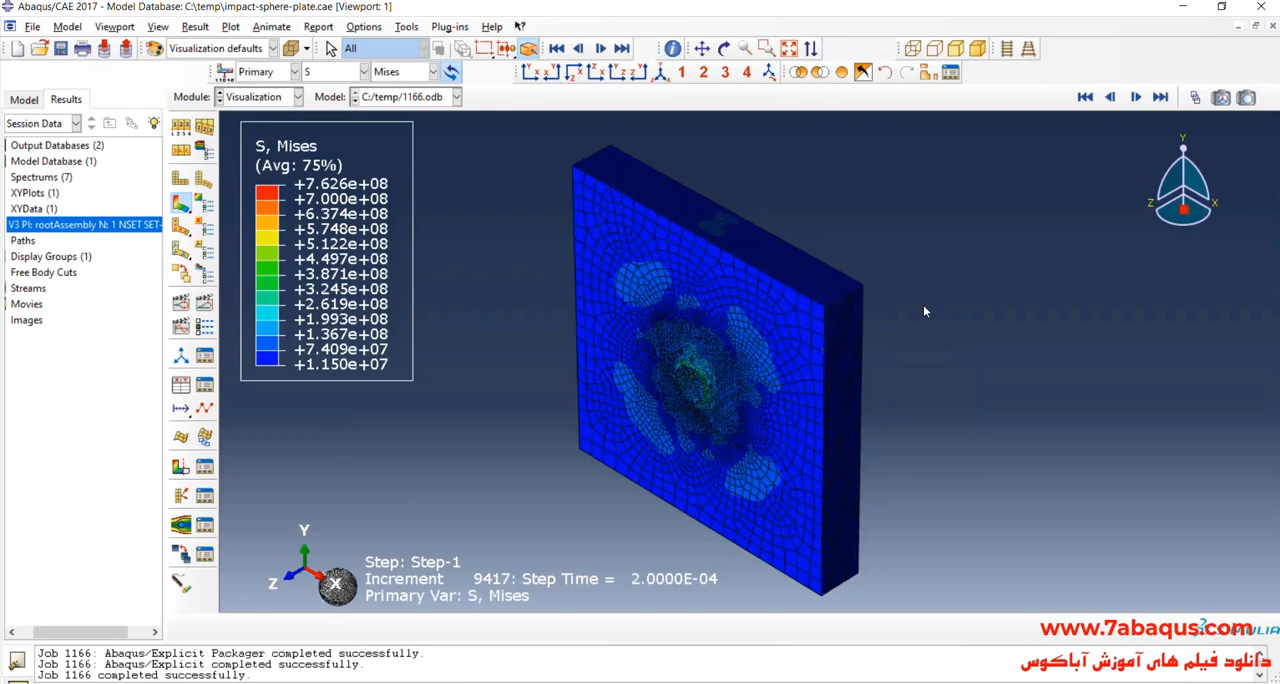 Abaqus/CAE 2017 - Model Database: C:\temp\impact-sphere-plate.cae [Viewport: 1]
File Model Viewport View Result Plot Animate Report Options Tools Plug-ins Help
Visualization defaults All
Primary S Mises 1 2 3 4
Model Results Module: Visualization Model: C:/temp/1166.odb
Session Data
Output Databases (2)
Model Database (1)
Spectrums (7)
XYPlots (1)
XYData (1)
V3 PI: rootAssembly N: 1 NSET SET-
Paths
Display Groups (1)
Free Body Cuts
Streams
Movies
Images
S, Mises
(Avg: 75%)
+7.626e+08
+7.000e+08
+6.374e+08
+5.748e+08
+5.122e+08
+4.497e+08
+3.871e+08
+3.245e+08
+2.619e+08
+1.993e+08
+1.367e+08
+7.409e+07
+1.150e+07
Y
Z X
Y
Z X
Step: Step-1
Increment 9417: Step Time = 2.0000E-04
Primary Var: S, Mises
www.7abaqus.com
دانلود فیلم های آموزش آباکوس
Job 1166: Abaqus/Explicit Packager completed successfully.
Job 1166: Abaqus/Explicit completed successfully.
Job 1166 completed successfully.